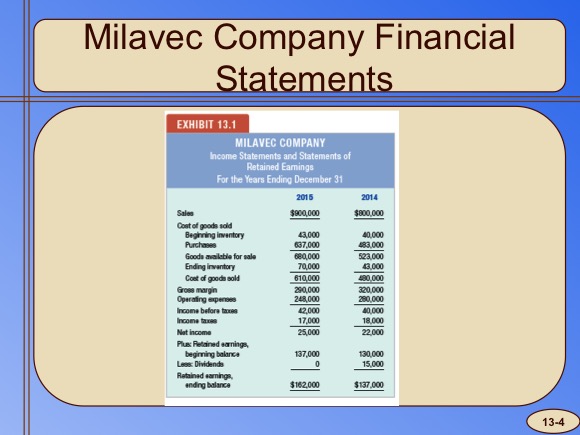 Milavec Company Financial
Statements
EXHIBIT 13.1
MILAVEC COMPANY
Income Statements and Statements of
Retained Earnings
For the Years Ending December 31
2015 2014
Sales $900,000 $800,000
Cost of goods sold
Beginning inventory 43,000 40,000
Purchases 637,000 483,000
Goods available for sale 680,000 523,000
Ending inventory 70,000 43,000
Cost of goods sold 610,000 480,000
Gross margin 290,000 320,000
Operating expenses 248,000 280,000
Income before taxes 42,000 40,000
Income taxes 17,000 18,000
Net income 25,000 22,000
Plus: Retained earnings,
beginning balance 137,000 130,000
Less: Dividends 0 15,000
Retained earnings,
ending balance $162,000 $137,000
13-4